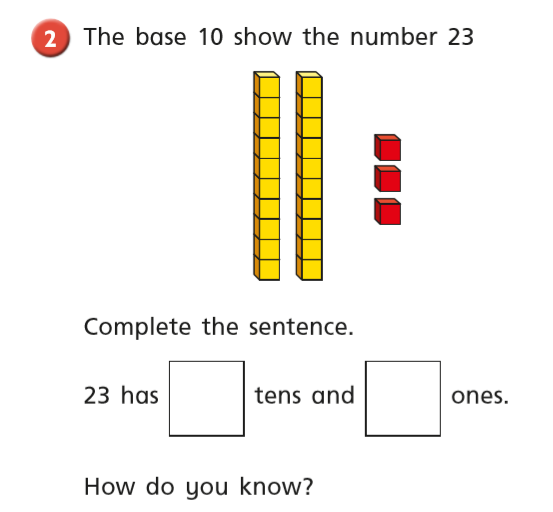 2 The base 10 show the number 23
Complete the sentence.
23 has tens and ones.
How do you know?